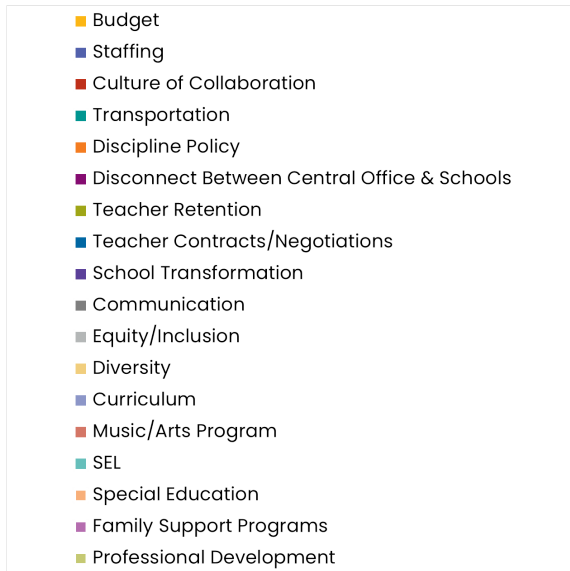 Budget
Staffing
Culture of Collaboration
Transportation
Discipline Policy
Disconnect Between Central Office & Schools
Teacher Retention
Teacher Contracts/Negotiations
School Transformation
Communication
Equity/Inclusion
Diversity
Curriculum
Music/Arts Program
SEL
Special Education
Family Support Programs
Professional Development